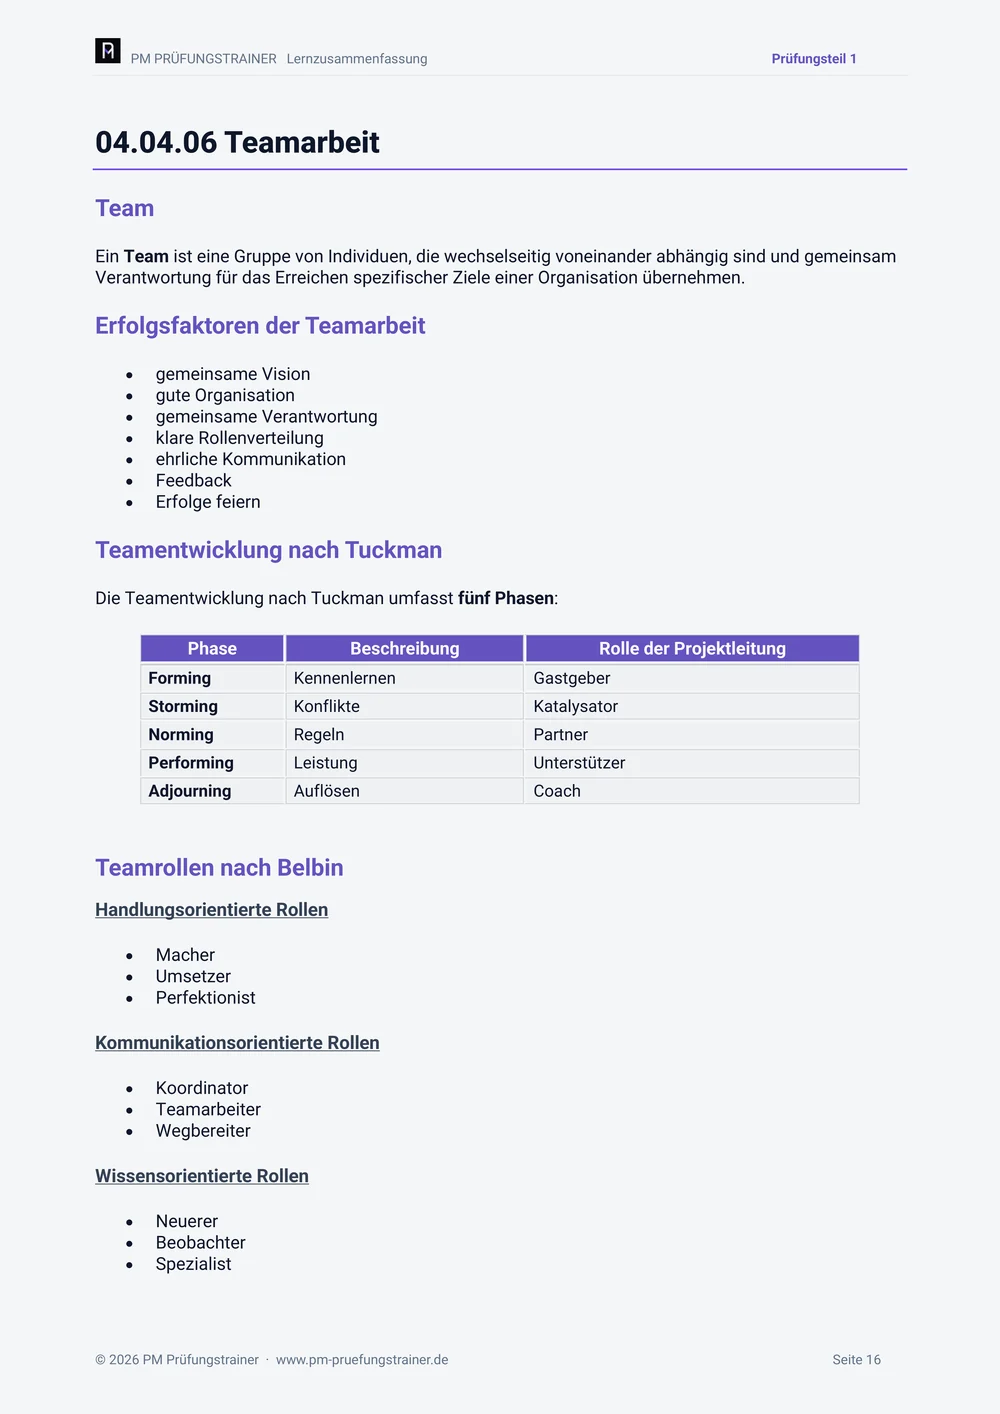 PM PRÜFUNGSTRAINER Lernzusammenfassung Prüfungsteil 1
04.04.06 Teamarbeit
Team
Ein Team ist eine Gruppe von Individuen, die wechselseitig voneinander abhängig sind und gemeinsam
Verantwortung für das Erreichen spezifischer Ziele einer Organisation übernehmen.
Erfolgsfaktoren der Teamarbeit
• gemeinsame Vision
• gute Organisation
• gemeinsame Verantwortung
• klare Rollenverteilung
• ehrliche Kommunikation
• Feedback
• Erfolge feiern
Teamentwicklung nach Tuckman
Die Teamentwicklung nach Tuckman umfasst fünf Phasen:
Phase Beschreibung Rolle der Projektleitung
Forming Kennenlernen Gastgeber
Storming Konflikte Katalysator
Norming Regeln Partner
Performing Leistung Unterstützer
Adjourning Auflösen Coach
Teamrollen nach Belbin
Handlungsorientierte Rollen
• Macher
• Umsetzer
• Perfektionist
Kommunikationsorientierte Rollen
• Koordinator
• Teamarbeiter
• Wegbereiter
Wissensorientierte Rollen
• Neuerer
• Beobachter
• Spezialist
© 2026 PM Prüfungstrainer · www.pm-pruefungstrainer.de Seite 16